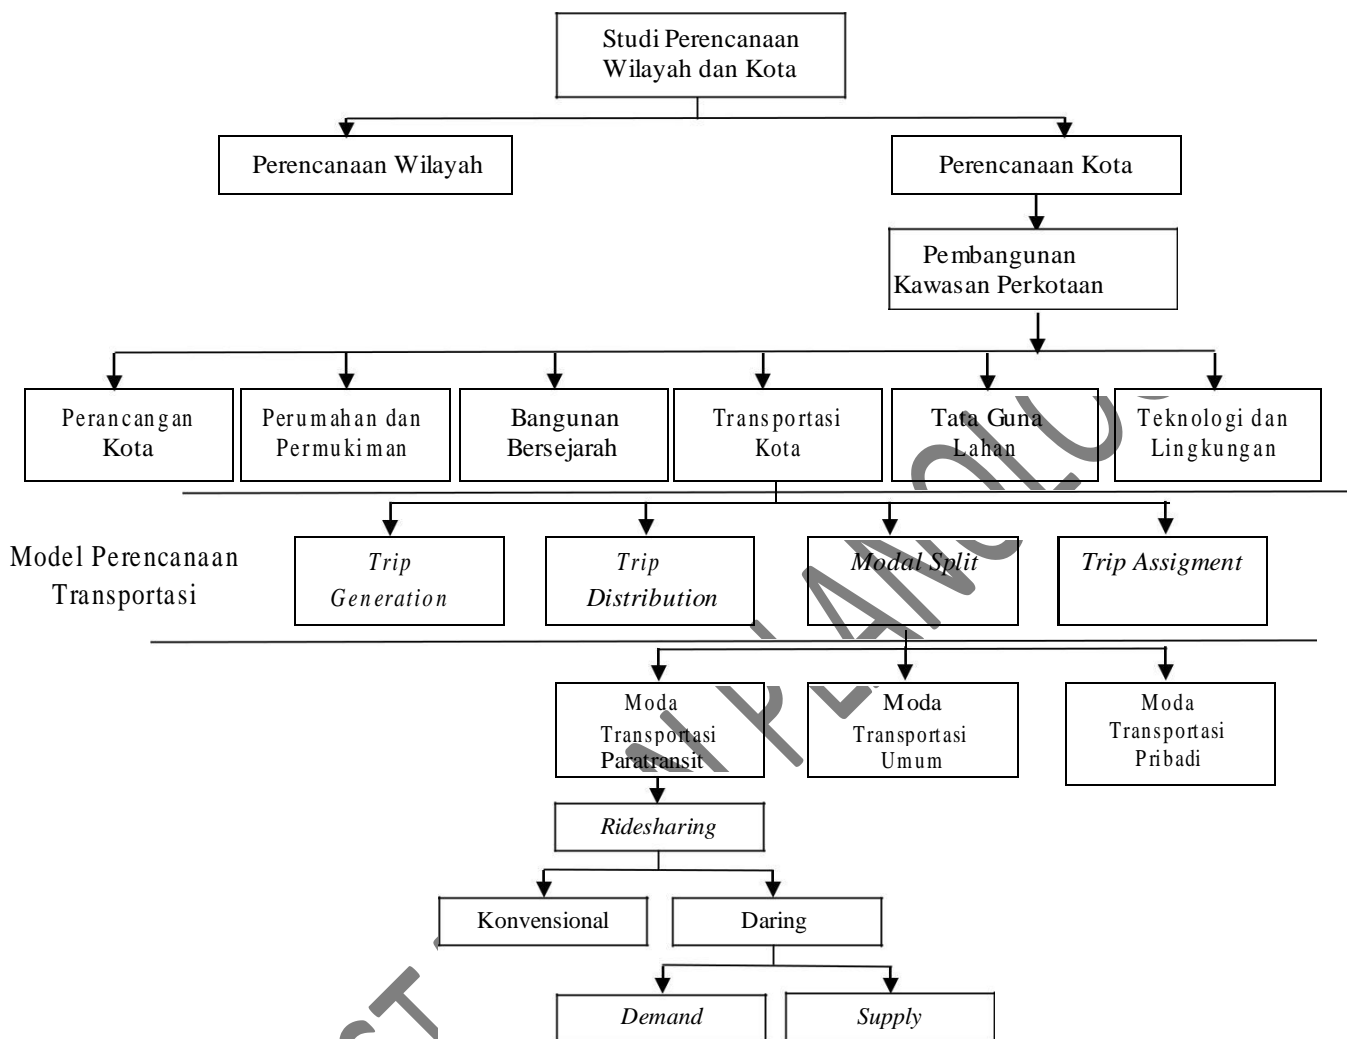 Studi Perencanaan
Wilayah dan Kota
Perencanaan Wilayah
Perencanaan Kota
Pembangunan
Kawasan Perkotaan
Perancangan
Kota
Perumahan dan
Permukiman
Bangunan
Bersejarah
Transportasi
Kota
Tata Guna
Lahan
Teknologi dan
Lingkungan
Model Perencanaan
Transportasi
Trip
Generation
Trip
Distribution
Modal Split
Trip Assigment
Moda
Transportasi
Paratransit
Moda
Transportasi
Umum
Moda
Transportasi
Pribadi
Ridesharing
Konvensional
Daring
Demand
Supply